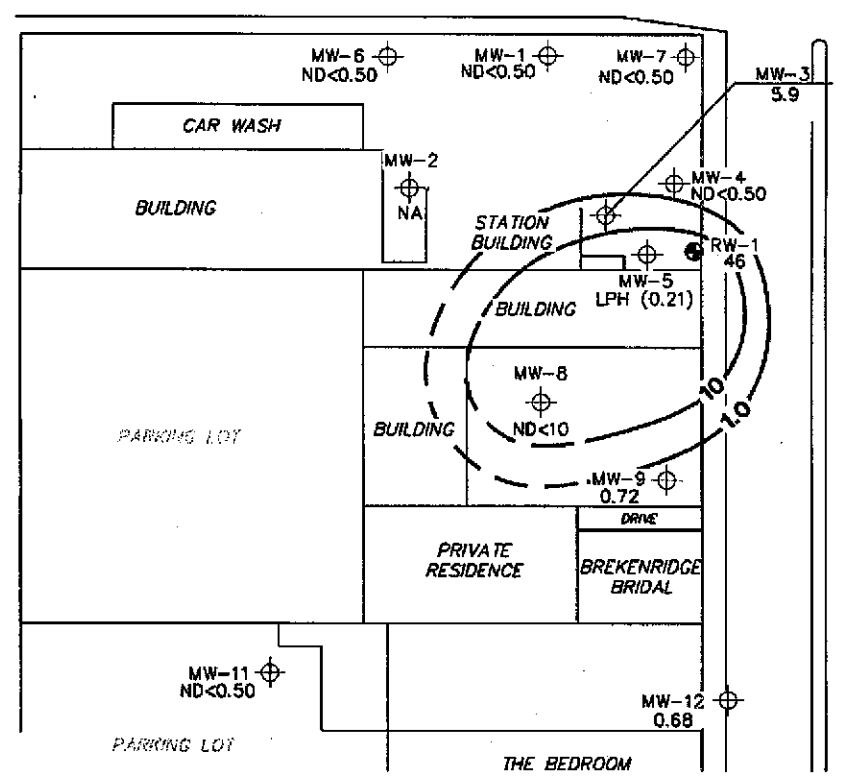 MW-6
ND<0.50
MW-1
ND<0.50
MW-7
ND<0.50
MW-3
5.9
CAR WASH
MW-2
NA
MW-4
ND<0.50
BUILDING
STATION
BUILDING
RW-1
46
MW-5
LPH (0.21)
BUILDING
MW-8
ND<10
10
1.0
PARKING LOT
BUILDING
MW-9
0.72
DRIVE
PRIVATE
RESIDENCE
BREKENRIDGE
BRIDAL
MW-11
ND<0.50
MW-12
0.68
PARKING LOT
THE BEDROOM